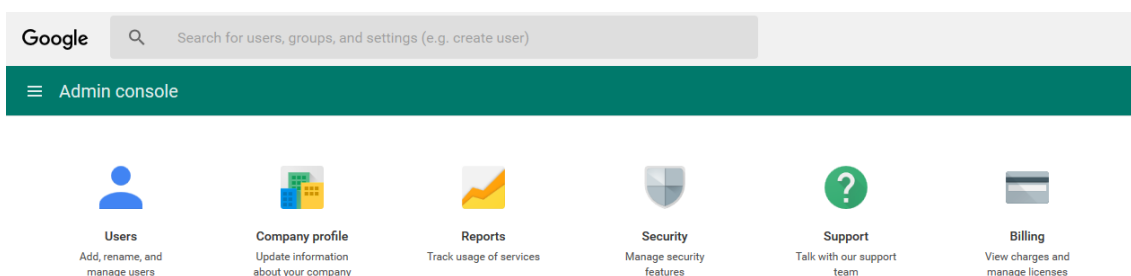 Google
Search for users, groups, and settings (e.g. create user)
Admin console
Users
Add, rename, and
manage users
Company profile
Update information
about your company
Reports
Track usage of services
Security
Manage security
features
Support
Talk with our support
team
Billing
View charges and
manage licenses